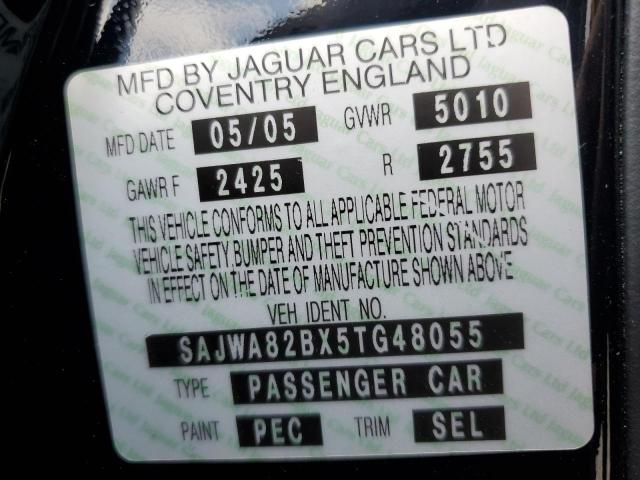 MFD BY JAGUAR CARS LTD
COVENTRY ENGLAND
MFD DATE 05/05 GVWR 5010
GAWR F 2425 R 2755
THIS VEHICLE CONFORMS TO ALL APPLICABLE FEDERAL MOTOR
VEHICLE SAFETY, BUMPER AND THEFT PREVENTION STANDARDS
IN EFFECT ON THE DATE OF MANUFACTURE SHOWN ABOVE
VEH IDENT NO.
SAJWA82BX5TG48055
TYPE PASSENGER CAR
PAINT PEC TRIM SEL